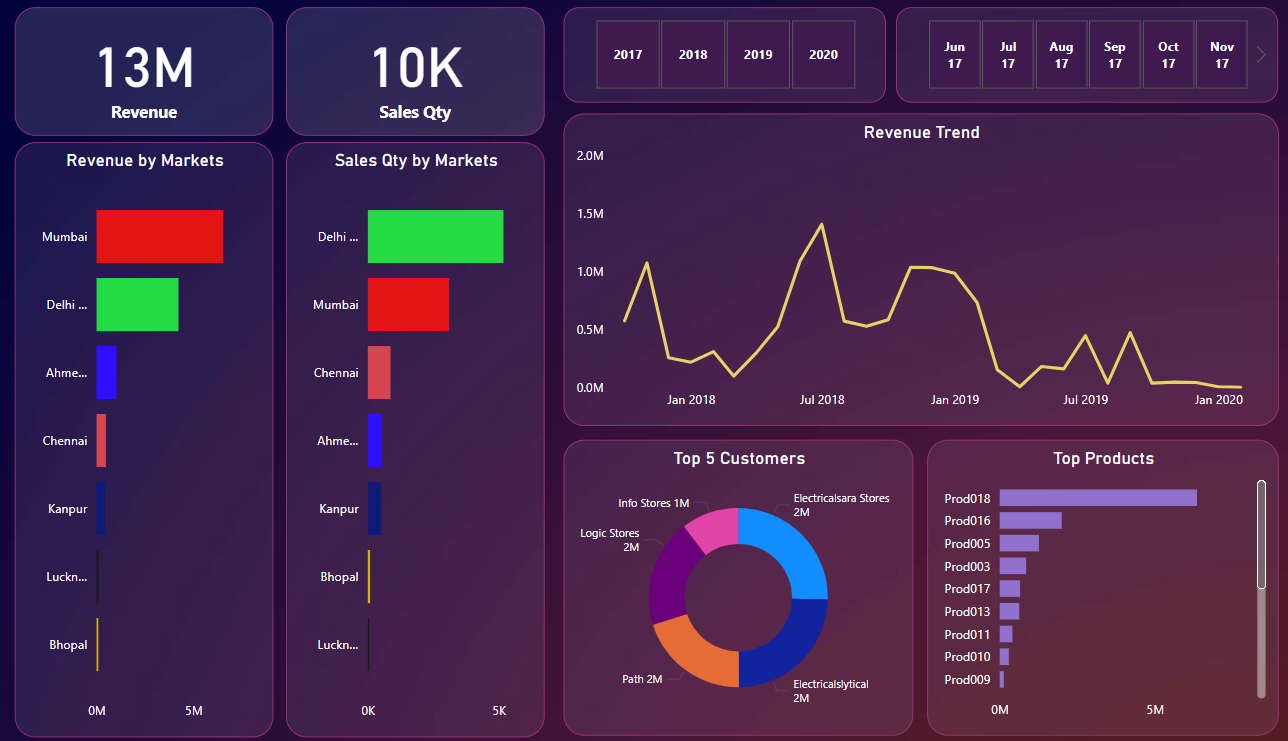 13M
Revenue
10K
Sales Qty
2017
2018
2019
2020
Jun
17
Jul
17
Aug
17
Sep
17
Oct
17
Nov
17
Revenue by Markets
Mumbai
Delhi ...
Ahme...
Chennai
Kanpur
Luckn...
Bhopal
0M
5M
Sales Qty by Markets
Delhi ...
Mumbai
Chennai
Ahme...
Kanpur
Bhopal
Luckn...
0K
5K
Revenue Trend
2.0M
1.5M
1.0M
0.5M
0.0M
Jan 2018
Jul 2018
Jan 2019
Jul 2019
Jan 2020
Top 5 Customers
Info Stores 1M
Electricalsara Stores
2M
Logic Stores
2M
Path 2M
Electricalslytical
2M
Top Products
Prod018
Prod016
Prod005
Prod003
Prod017
Prod013
Prod011
Prod010
Prod009
0M
5M